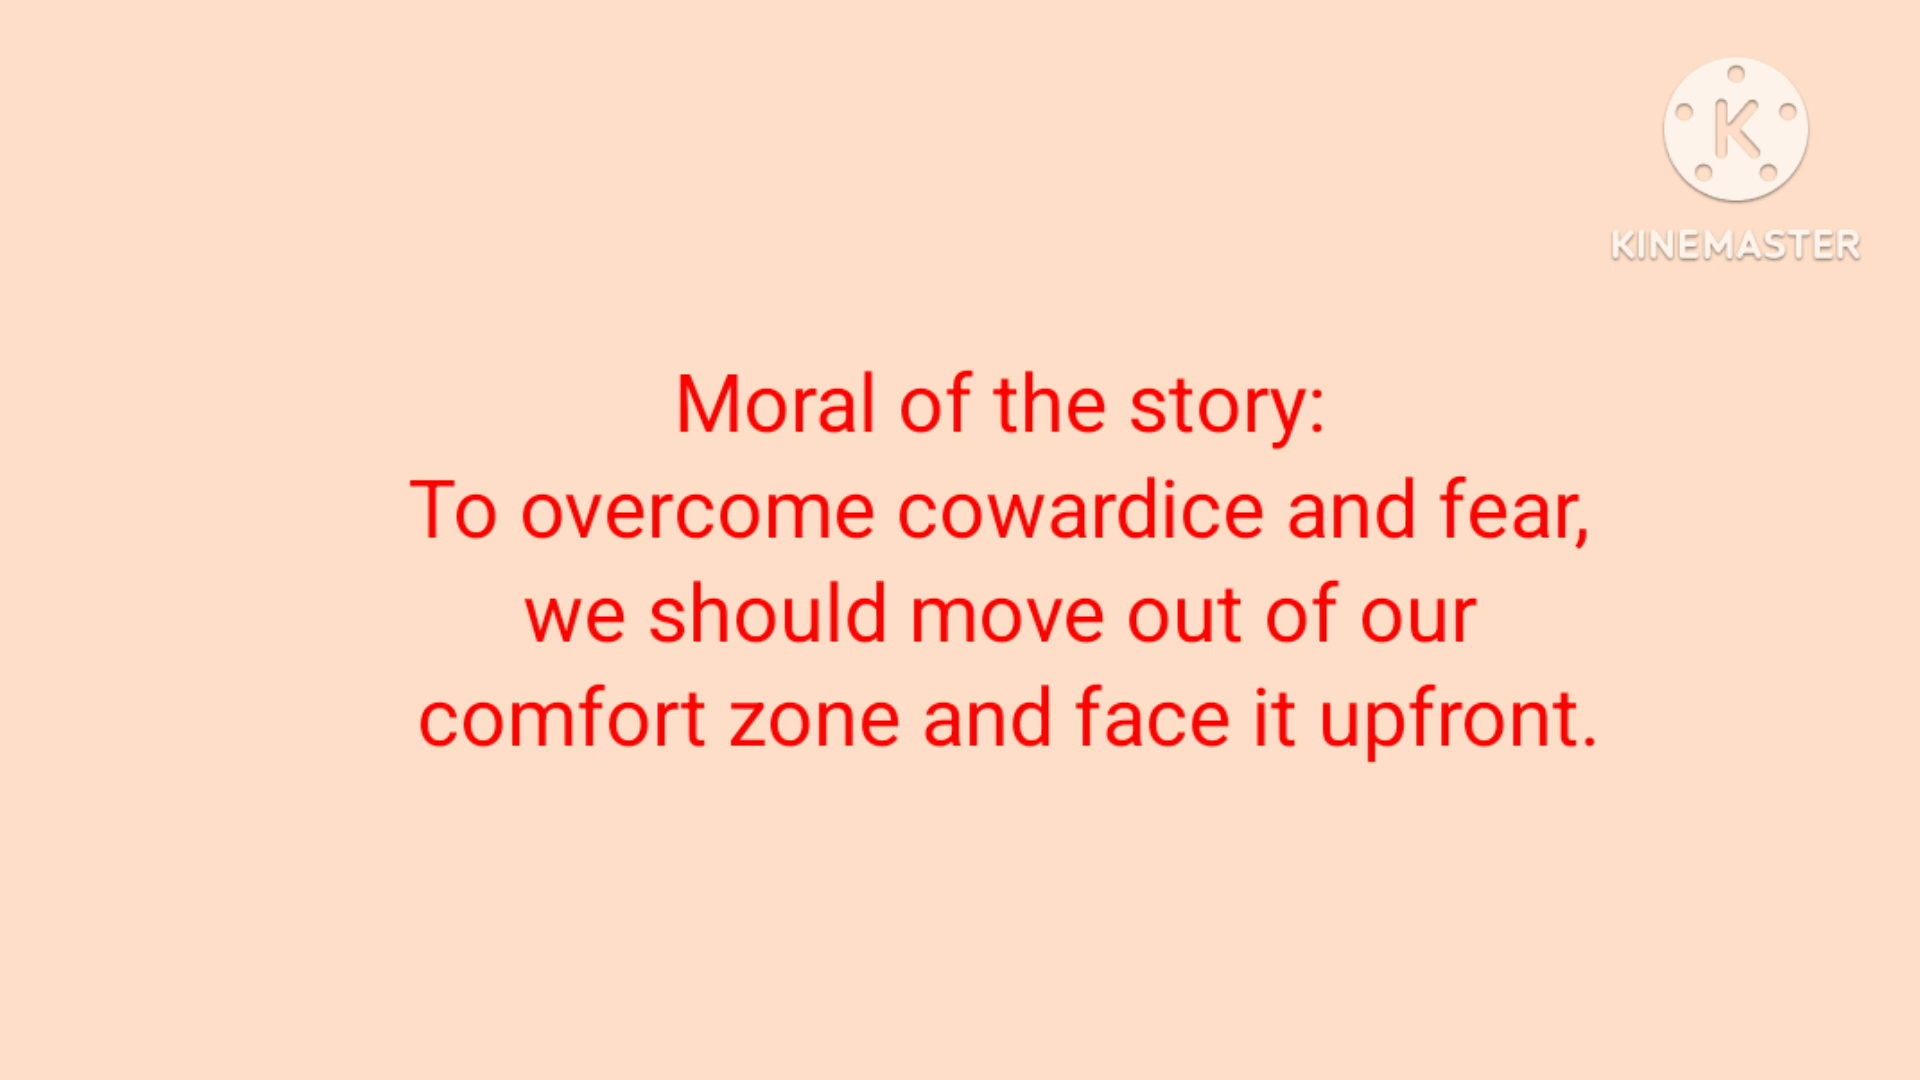 K
KINEMASTER
Moral of the story:
To overcome cowardice and fear,
we should move out of our
comfort zone and face it upfront.